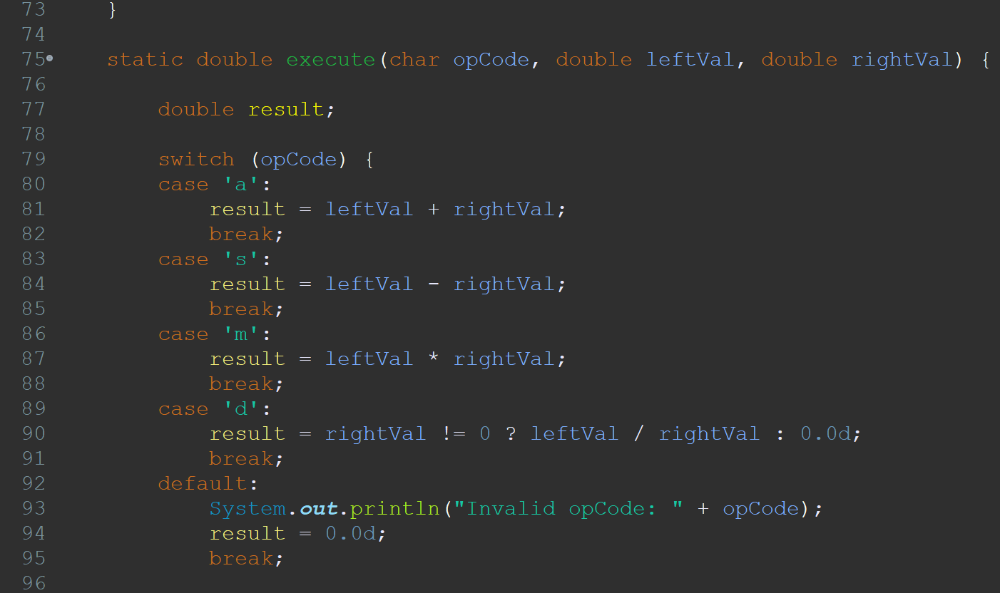 73    }
74
75    static double execute(char opCode, double leftVal, double rightVal) {
76
77        double result;
78
79        switch (opCode) {
80        case 'a':
81            result = leftVal + rightVal;
82            break;
83        case 's':
84            result = leftVal - rightVal;
85            break;
86        case 'm':
87            result = leftVal * rightVal;
88            break;
89        case 'd':
90            result = rightVal != 0 ? leftVal / rightVal : 0.0d;
91            break;
92        default:
93            System.out.println("Invalid opCode: " + opCode);
94            result = 0.0d;
95            break;
96